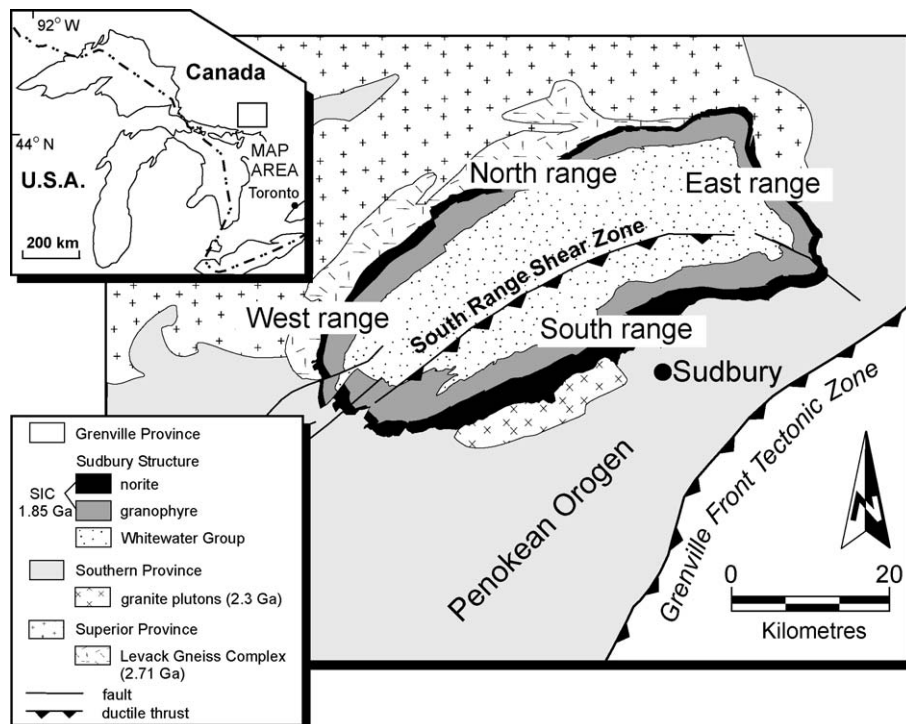 92° W
Canada
44° N
MAP
AREA
U.S.A.
Toronto
200 km
North range
East range
South Range Shear Zone
West range
South range
Sudbury
Penokean Orogen
Grenville Front Tectonic Zone
N
0 20
Kilometres
Grenville Province
Sudbury Structure
SIC
1.85 Ga
norite
granophyre
Whitewater Group
Southern Province
granite plutons (2.3 Ga)
Superior Province
Levack Gneiss Complex
(2.71 Ga)
fault
ductile thrust